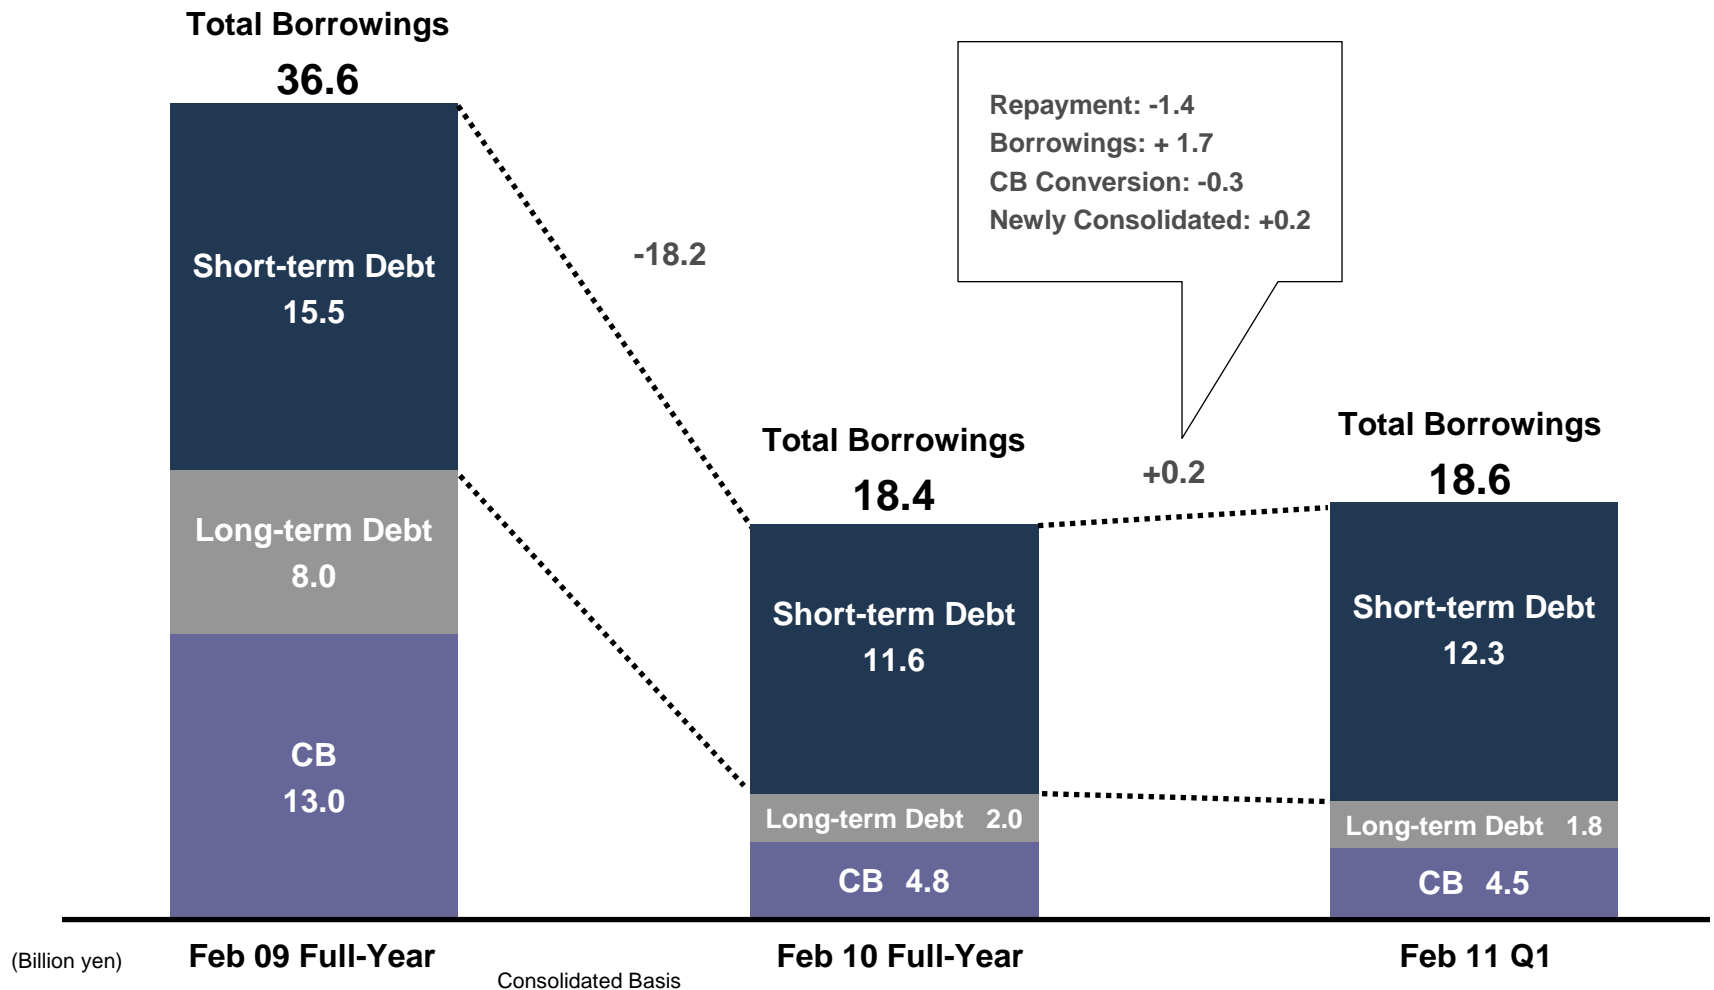 Total Borrowings
36.6
Short-term Debt
15.5
Long-term Debt
8.0
CB
13.0
-18.2
Repayment: -1.4
Borrowings: + 1.7
CB Conversion: -0.3
Newly Consolidated: +0.2
Total Borrowings
18.4
Short-term Debt
11.6
Long-term Debt 2.0
CB 4.8
+0.2
Total Borrowings
18.6
Short-term Debt
12.3
Long-term Debt 1.8
CB 4.5
(Billion yen)
Feb 09 Full-Year
Feb 10 Full-Year
Feb 11 Q1
Consolidated Basis